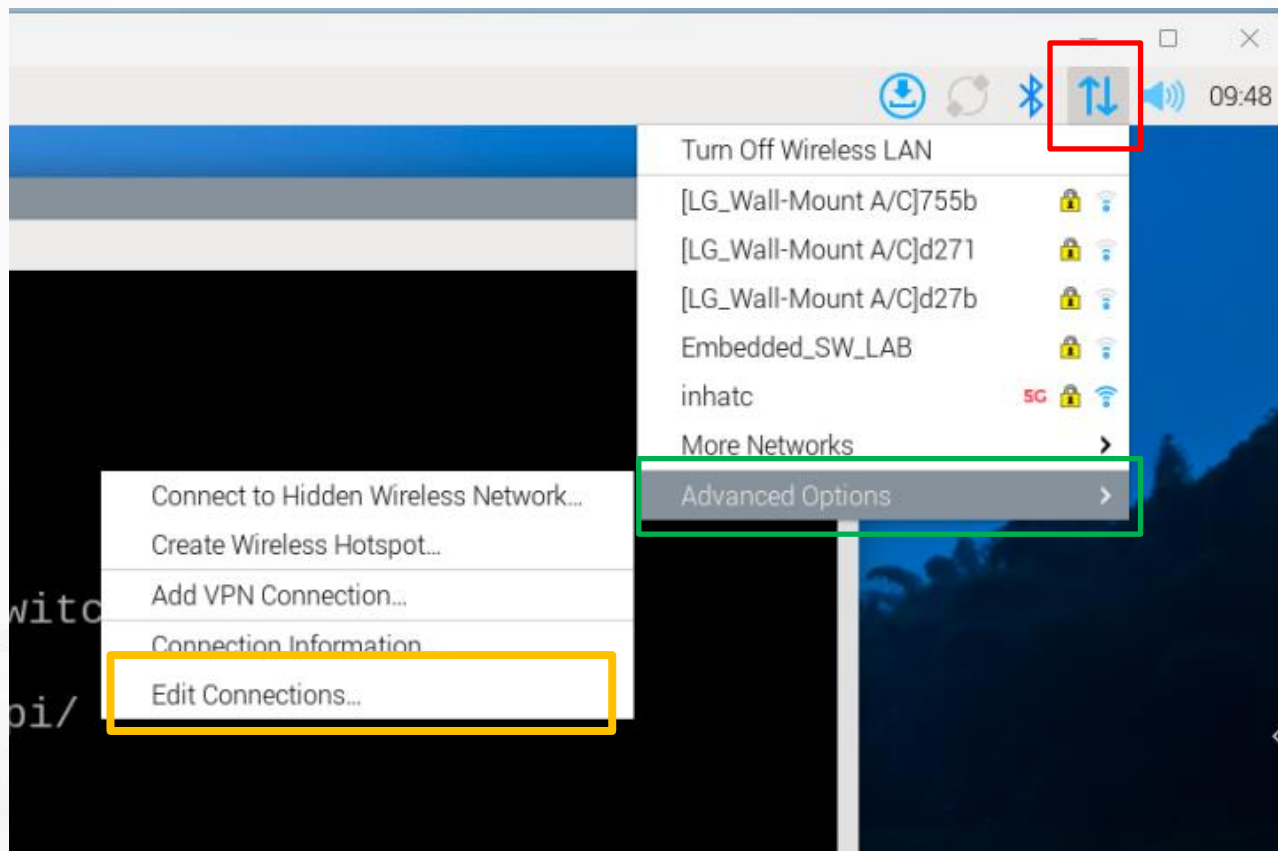 09:48
Turn Off Wireless LAN
[LG_Wall-Mount A/C]755b
[LG_Wall-Mount A/C]d271
[LG_Wall-Mount A/C]d27b
Embedded_SW_LAB
inhatc 5G
More Networks
Advanced Options
Connect to Hidden Wireless Network...
Create Wireless Hotspot...
Add VPN Connection...
Connection Information
Edit Connections...
witc
pi/